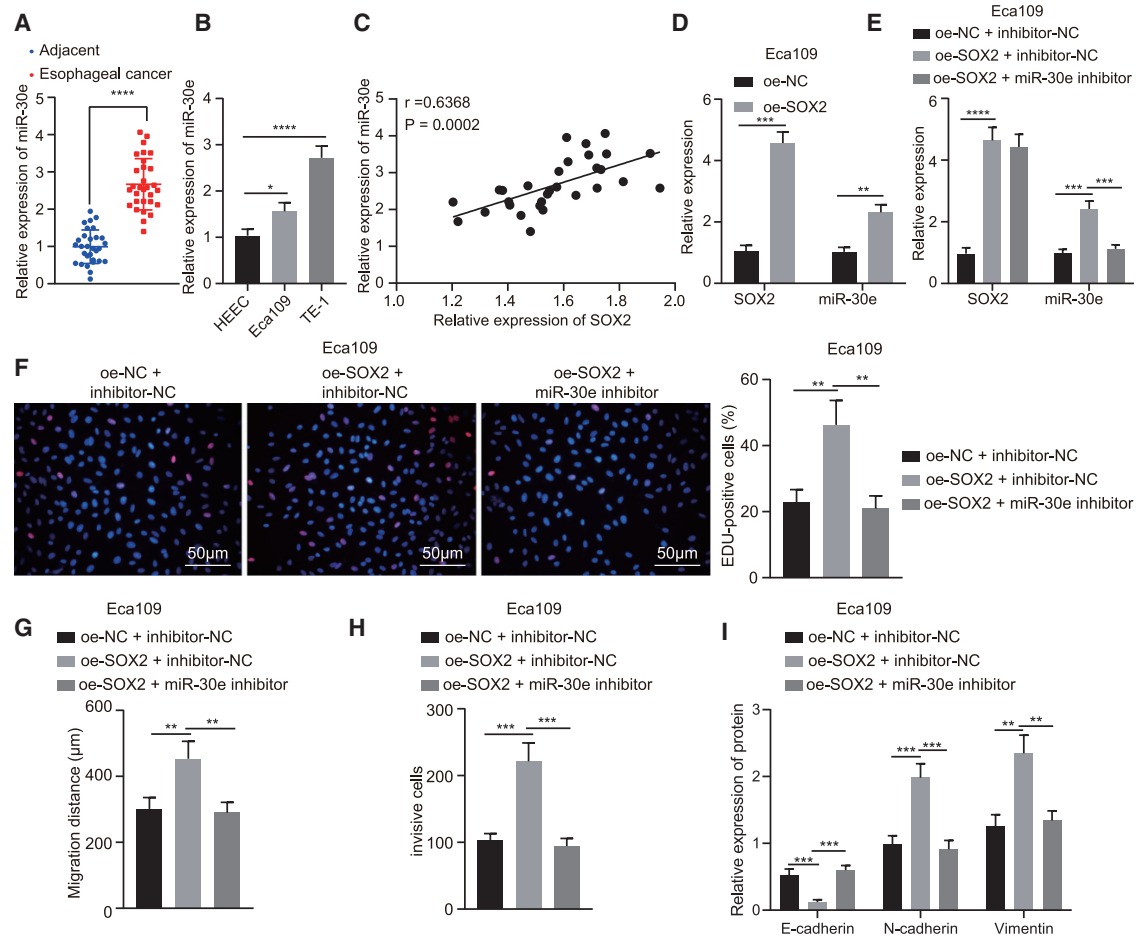 A
Adjacent
Esophageal cancer
****
Relative expression of miR-30e
5
4
3
2
1
0
B
Relative expression of miR-30e
4
3
2
1
0
****
*
HEEC
Eca109
TE-1
C
r =0.6368
P = 0.0002
Relative expression of miR-30e
5
4
3
2
1
0
1.0
1.2
1.4
1.6
1.8
2.0
Relative expression of SOX2
D
Eca109
oe-NC
oe-SOX2
Relative expression
6
4
2
0
***
**
SOX2
miR-30e
E
Eca109
oe-NC + inhibitor-NC
oe-SOX2 + inhibitor-NC
oe-SOX2 + miR-30e inhibitor
Relative expression
6
4
2
0
****
*** ***
SOX2
miR-30e
F
Eca109
oe-NC +
inhibitor-NC
oe-SOX2 +
inhibitor-NC
oe-SOX2 +
miR-30e inhibitor
50μm
50μm
50μm
Eca109
EDU-positive cells (%)
60
40
20
0
** **
oe-NC + inhibitor-NC
oe-SOX2 + inhibitor-NC
oe-SOX2 + miR-30e inhibitor
G
Eca109
oe-NC + inhibitor-NC
oe-SOX2 + inhibitor-NC
oe-SOX2 + miR-30e inhibitor
Migration distance (μm)
600
400
200
0
** **
H
Eca109
oe-NC + inhibitor-NC
oe-SOX2 + inhibitor-NC
oe-SOX2 + miR-30e inhibitor
invisive cells
300
200
100
0
*** ***
I
Eca109
oe-NC + inhibitor-NC
oe-SOX2 + inhibitor-NC
oe-SOX2 + miR-30e inhibitor
Relative expression of protein
3
2
1
0
*** ***
*** ***
** **
E-cadherin
N-cadherin
Vimentin